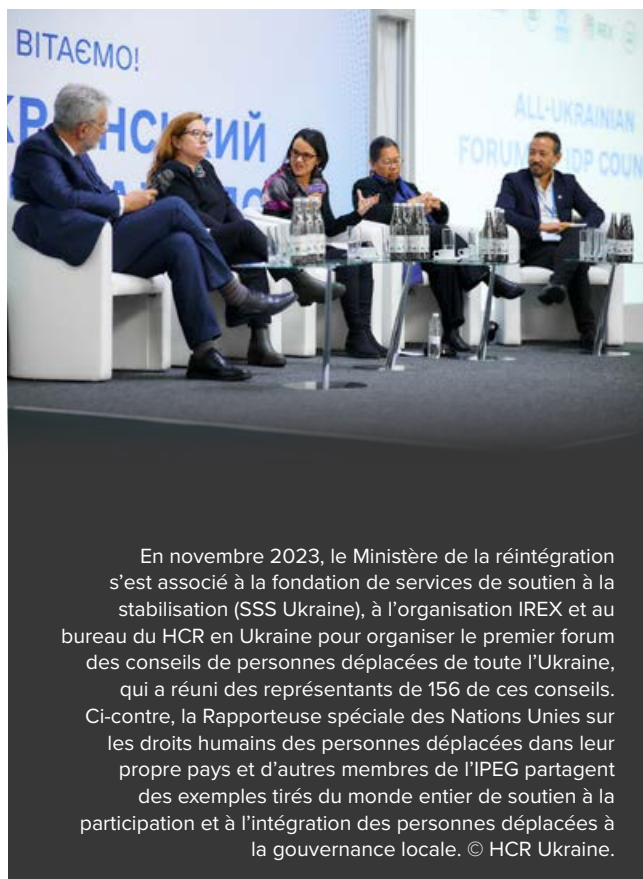 ВІТАЄМО!
ALL-UKRAINIAN
En novembre 2023, le Ministère de la réintégration
s’est associé à la fondation de services de soutien à la
stabilisation (SSS Ukraine), à l’organisation IREX et au
bureau du HCR en Ukraine pour organiser le premier forum
des conseils de personnes déplacées de toute l’Ukraine,
qui a réuni des représentants de 156 de ces conseils.
Ci-contre, la Rapporteuse spéciale des Nations Unies sur
les droits humains des personnes déplacées dans leur
propre pays et d’autres membres de l’IPEG partagent
des exemples tirés du monde entier de soutien à la
participation et à l’intégration des personnes déplacées à
la gouvernance locale. © HCR Ukraine.